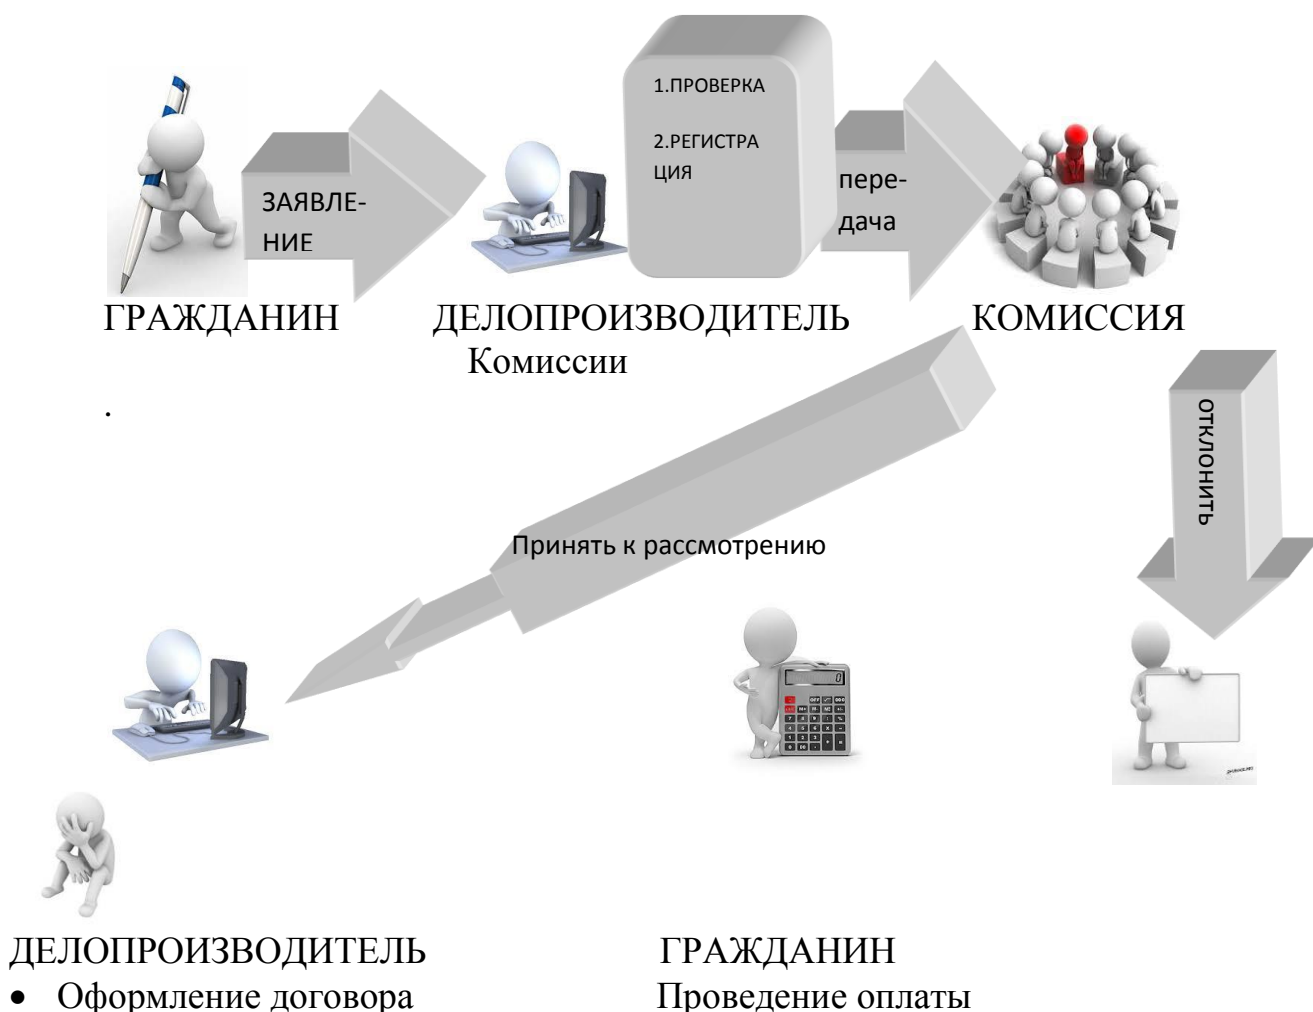 1.ПРОВЕРКА
2.РЕГИСТРА
ЦИЯ
ЗАЯВЛЕ-
НИЕ
пере-
дача
ГРАЖДАНИН
ДЕЛОПРОИЗВОДИТЕЛЬ
Комиссии
КОМИССИЯ
.
отклонить
Принять к рассмотрению
ДЕЛОПРОИЗВОДИТЕЛЬ
ГРАЖДАНИН
• Оформление договора
Проведение оплаты